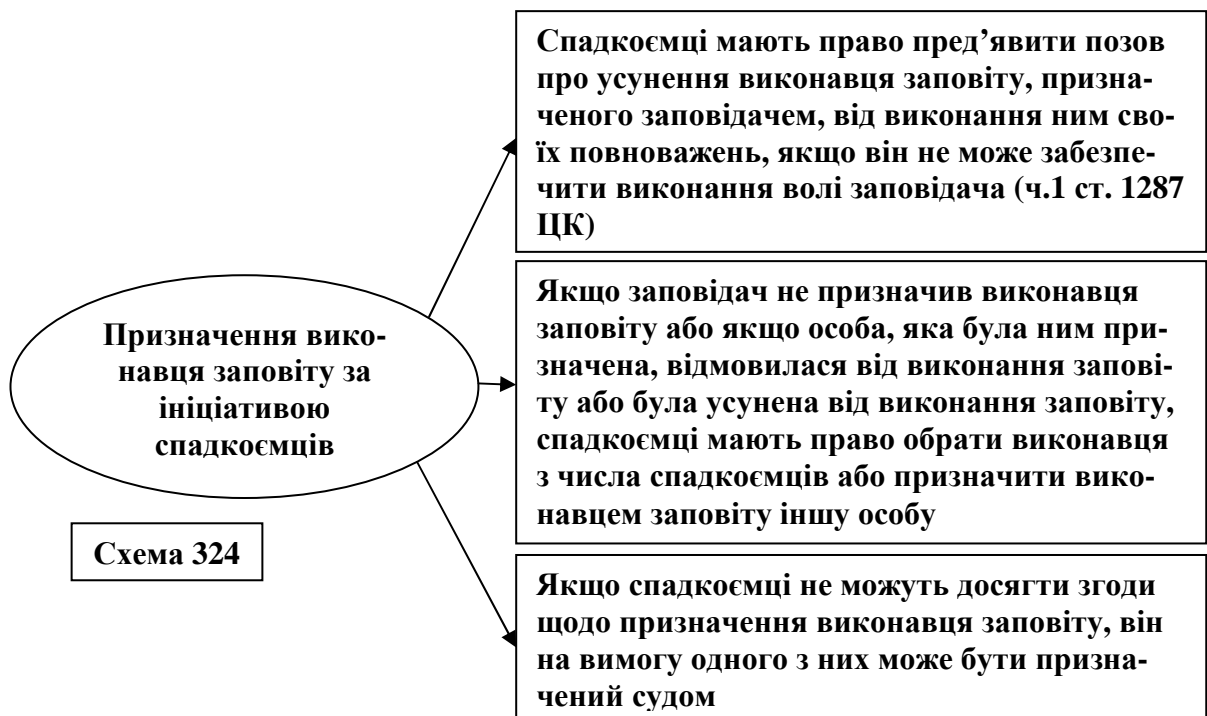 Спадкоємці мають право пред’явити позов
про усунення виконавця заповіту, призна-
ченого заповідачем, від виконання ним сво-
їх повноважень, якщо він не може забезпе-
чити виконання волі заповідача (ч.1 ст. 1287
ЦК)
Призначення вико-
навця заповіту за
ініціативою
спадкоємців
Якщо заповідач не призначив виконавця
заповіту або якщо особа, яка була ним при-
значена, відмовилася від виконання запові-
ту або була усунена від виконання заповіту,
спадкоємці мають право обрати виконавця
з числа спадкоємців або призначити вико-
навцем заповіту іншу особу
Схема 324
Якщо спадкоємці не можуть досягти згоди
щодо призначення виконавця заповіту, він
на вимогу одного з них може бути призна-
чений судом